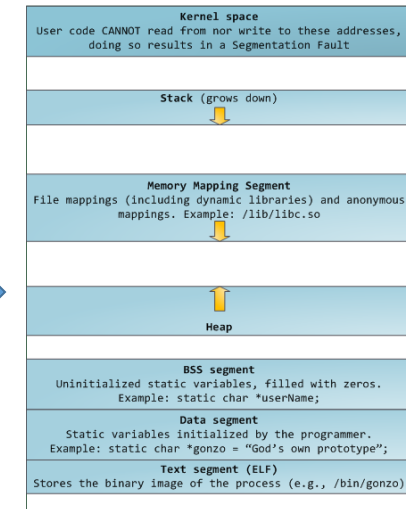 Kernel space
User code CANNOT read from nor write to these addresses,
doing so results in a Segmentation Fault
Stack (grows down)
Memory Mapping Segment
File mappings (including dynamic libraries) and anonymous
mappings. Example: /lib/libc.so
Heap
BSS segment
Uninitialized static variables, filled with zeros.
Example: static char *userName;
Data segment
Static variables initialized by the programmer.
Example: static char *gonzo = “God’s own prototype”;
Text segment (ELF)
Stores the binary image of the process (e.g., /bin/gonzo)